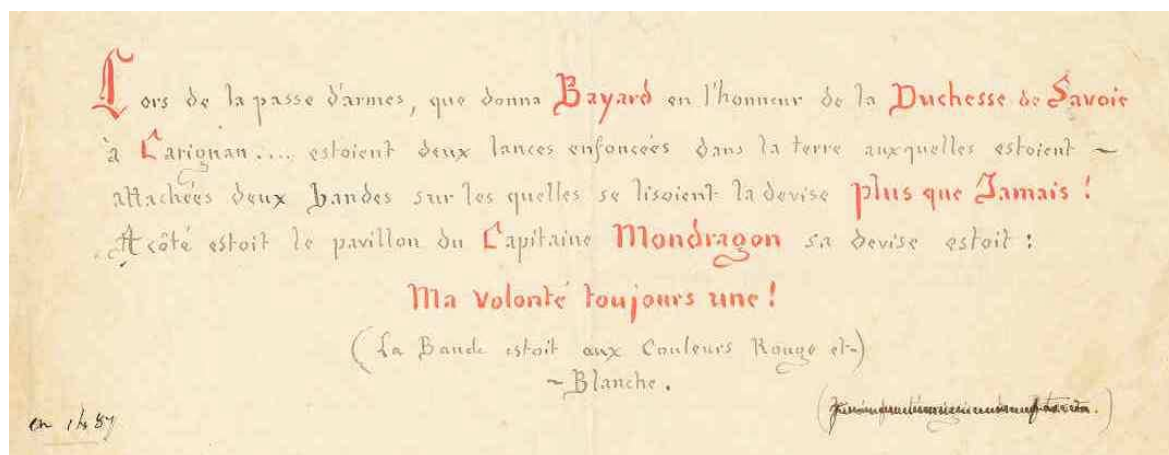 Lors de la passe d'armes, que donna Bayard en l'honneur de la Duchesse de Savoie
à Carignan.... estoient deux lances enfoncées dans la terre auxquelles estoient ~
attachées deux bandes sur les quelles se lisoient la devise plus que Jamais !
A côté estoit le pavillon du Capitaine Mondragon sa devise estoit :
Ma volonté toujours une !
(La Bande estoit aux Couleurs Rouge et-)
~ Blanche.
en 1487